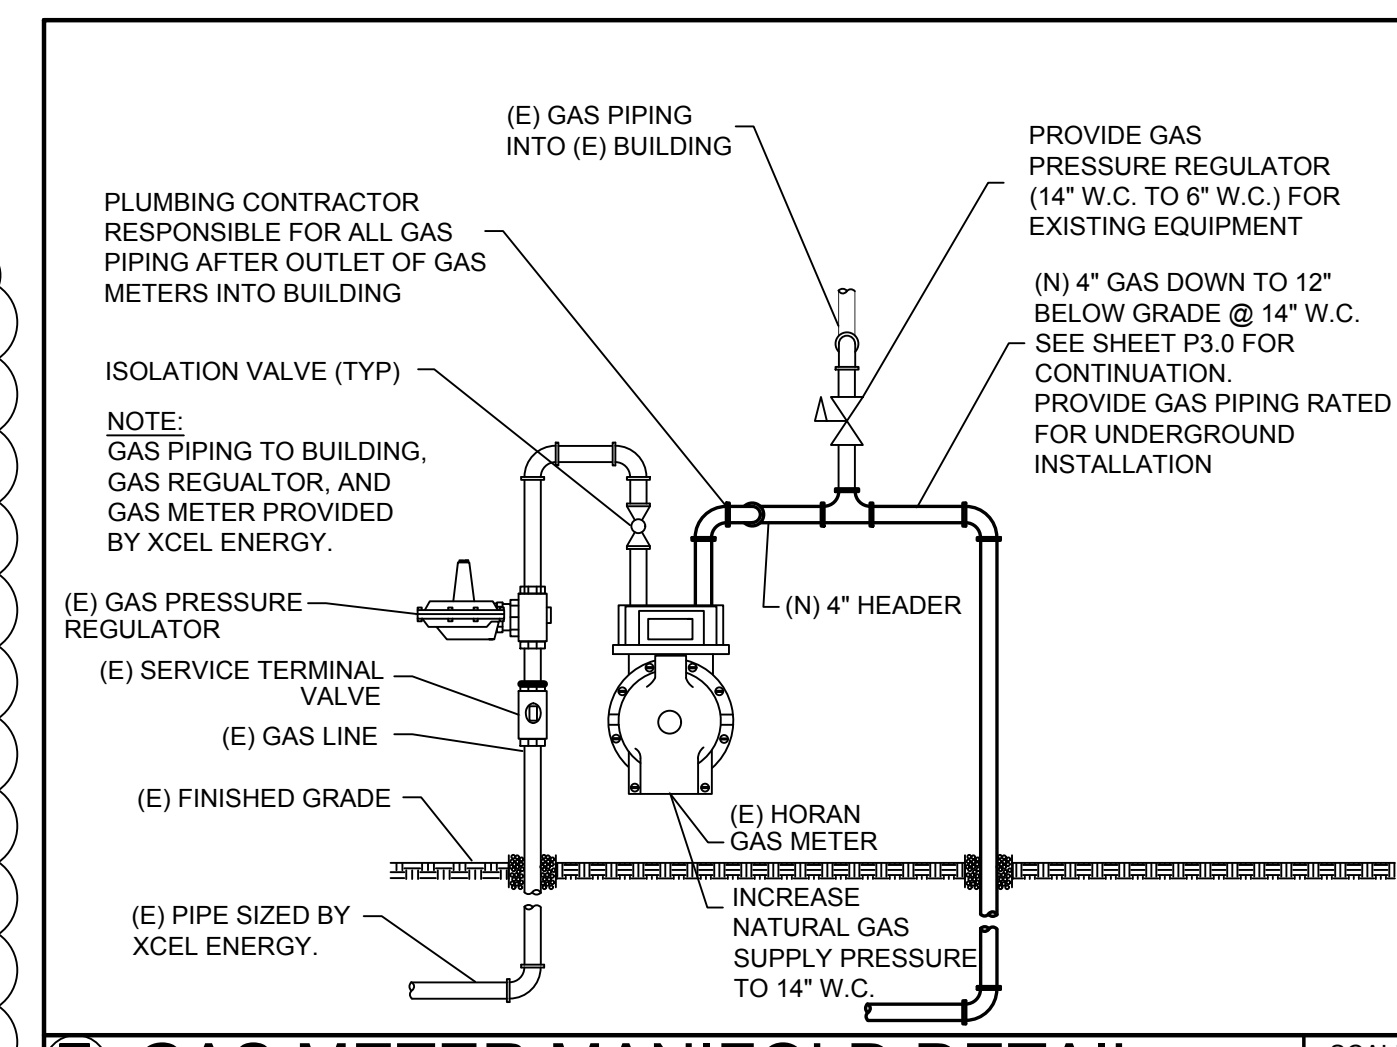 (E) GAS PIPING
INTO (E) BUILDING
PROVIDE GAS
PRESSURE REGULATOR
(14" W.C. TO 6" W.C.) FOR
EXISTING EQUIPMENT
PLUMBING CONTRACTOR
RESPONSIBLE FOR ALL GAS
PIPING AFTER OUTLET OF GAS
METERS INTO BUILDING
(N) 4" GAS DOWN TO 12"
BELOW GRADE @ 14" W.C.
SEE SHEET P3.0 FOR
CONTINUATION.
PROVIDE GAS PIPING RATED
FOR UNDERGROUND
INSTALLATION
ISOLATION VALVE (TYP)
NOTE:
GAS PIPING TO BUILDING,
GAS REGUALTOR, AND
GAS METER PROVIDED
BY XCEL ENERGY.
(E) GAS PRESSURE
REGULATOR
(N) 4" HEADER
(E) SERVICE TERMINAL
VALVE
(E) GAS LINE
(E) FINISHED GRADE
(E) HORAN
GAS METER
(E) PIPE SIZED BY
XCEL ENERGY.
INCREASE
NATURAL GAS
SUPPLY PRESSURE
TO 14" W.C.
GAS METER MANIFOLD DETAIL